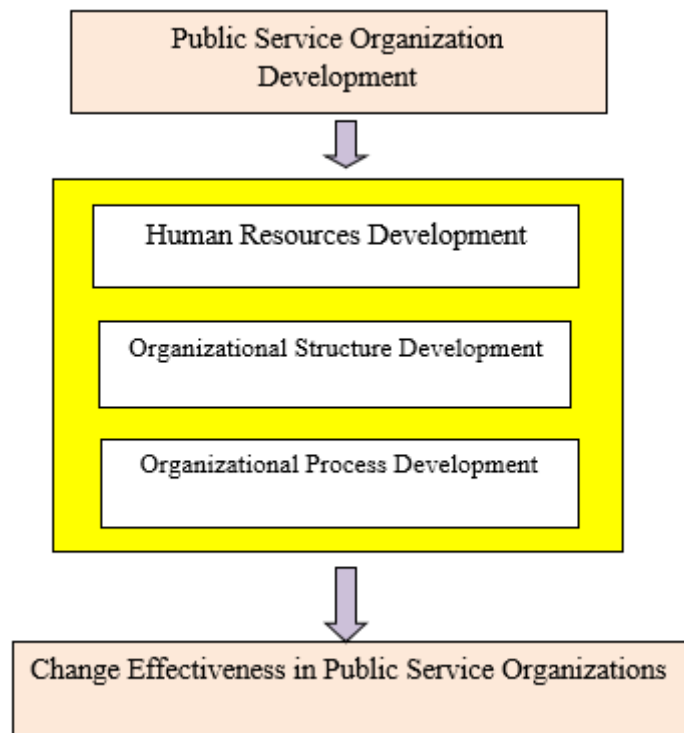 Public Service Organization
Development
Human Resources Development
Organizational Structure Development
Organizational Process Development
Change Effectiveness in Public Service Organizations